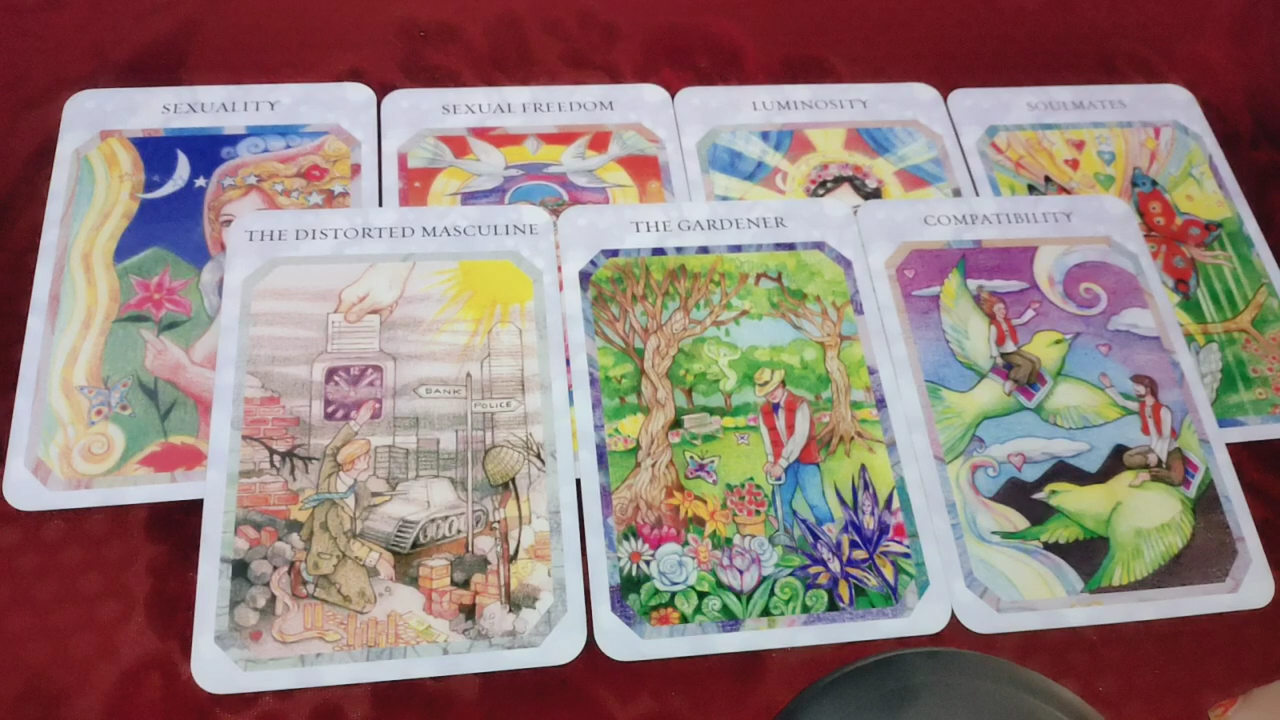 SEXUALITY
SEXUAL FREEDOM
LUMINOSITY
SOULMATES
THE DISTORTED MASCULINE
THE GARDENER
COMPATIBILITY
BANK
POLICE